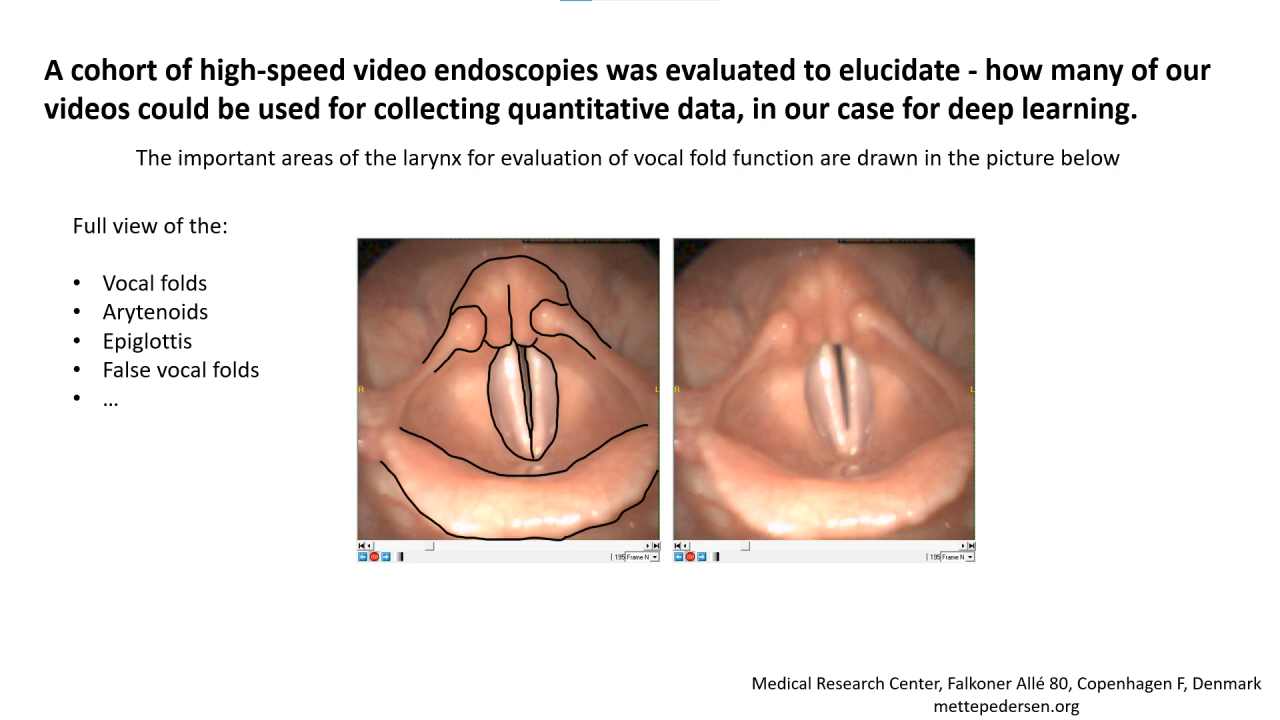 A cohort of high-speed video endoscopies was evaluated to elucidate - how many of our
videos could be used for collecting quantitative data, in our case for deep learning.
The important areas of the larynx for evaluation of vocal fold function are drawn in the picture below
Full view of the:
• Vocal folds
• Arytenoids
• Epiglottis
• False vocal folds
• ...
R L R L
195 Frame N 195 Frame N
Medical Research Center, Falkoner Allé 80, Copenhagen F, Denmark
mettepedersen.org